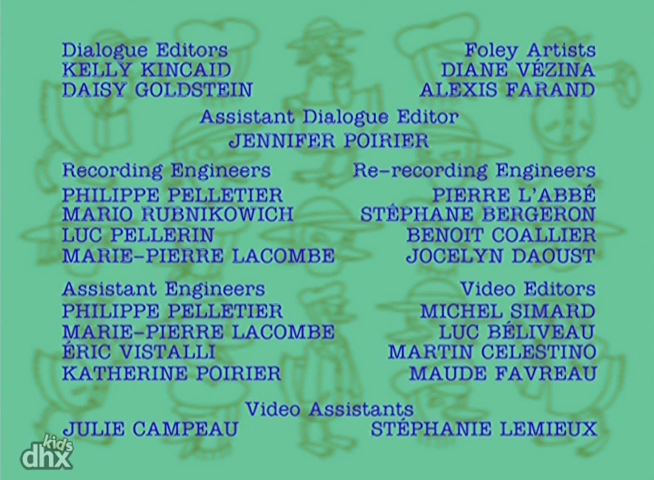 Dialogue Editors
KELLY KINCAID
DAISY GOLDSTEIN
Foley Artists
DIANE VÉZINA
ALEXIS FARAND
Assistant Dialogue Editor
JENNIFER POIRIER
Recording Engineers
PHILIPPE PELLETIER
MARIO RUBNIKOWICH
LUC PELLERIN
MARIE-PIERRE LACOMBE
Re-recording Engineers
PIERRE L'ABBÉ
STÉPHANE BERGERON
BENOIT COALLIER
JOCELYN DAOUST
Assistant Engineers
PHILIPPE PELLETIER
MARIE-PIERRE LACOMBE
ÉRIC VISTALLI
KATHERINE POIRIER
Video Editors
MICHEL SIMARD
LUC BÉLIVEAU
MARTIN CELESTINO
MAUDE FAVREAU
Video Assistants
JULIE CAMPEAU
STÉPHANIE LEMIEUX
kids
dhx